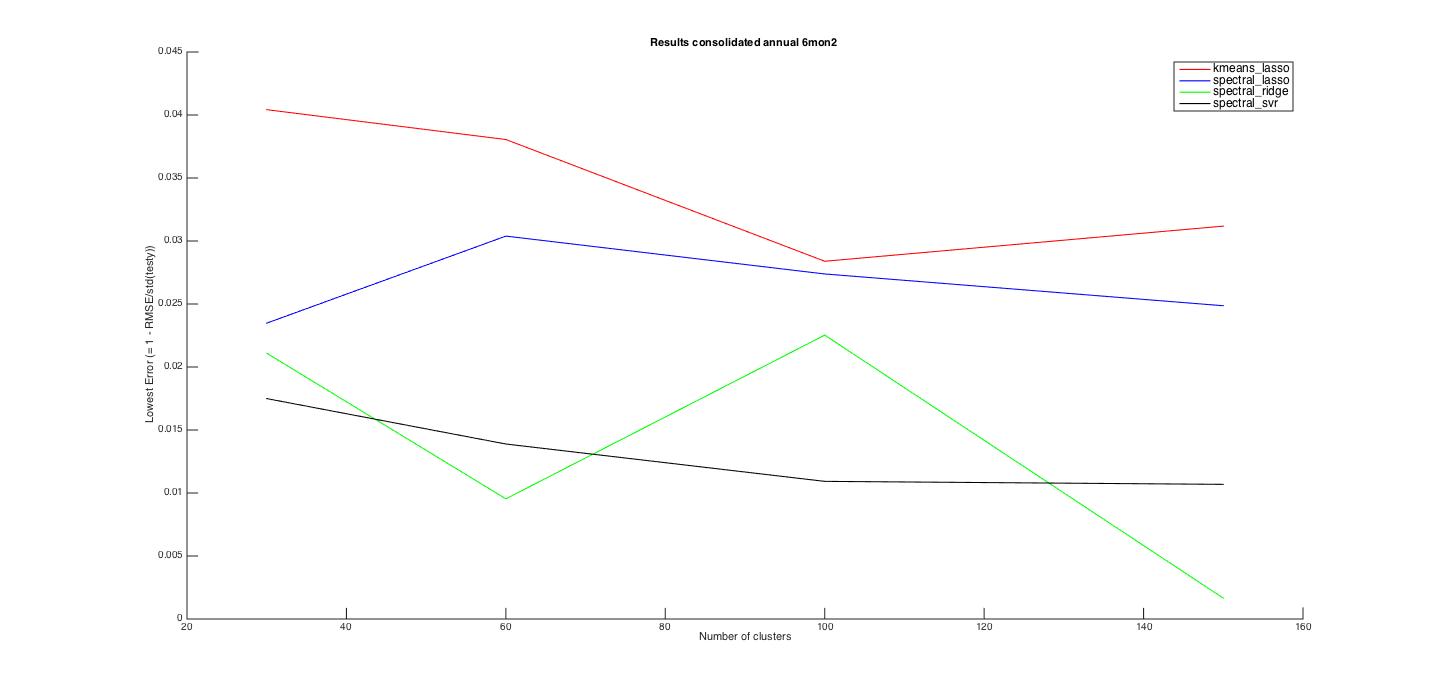 Results consolidated annual 6mon2
kmeans_lasso
spectral_lasso
spectral_ridge
spectral_svr
Lowest Error (= 1 - RMSE/std(testy))
0.045
0.04
0.035
0.03
0.025
0.02
0.015
0.01
0.005
0
20 40 60 80 100 120 140 160
Number of clusters